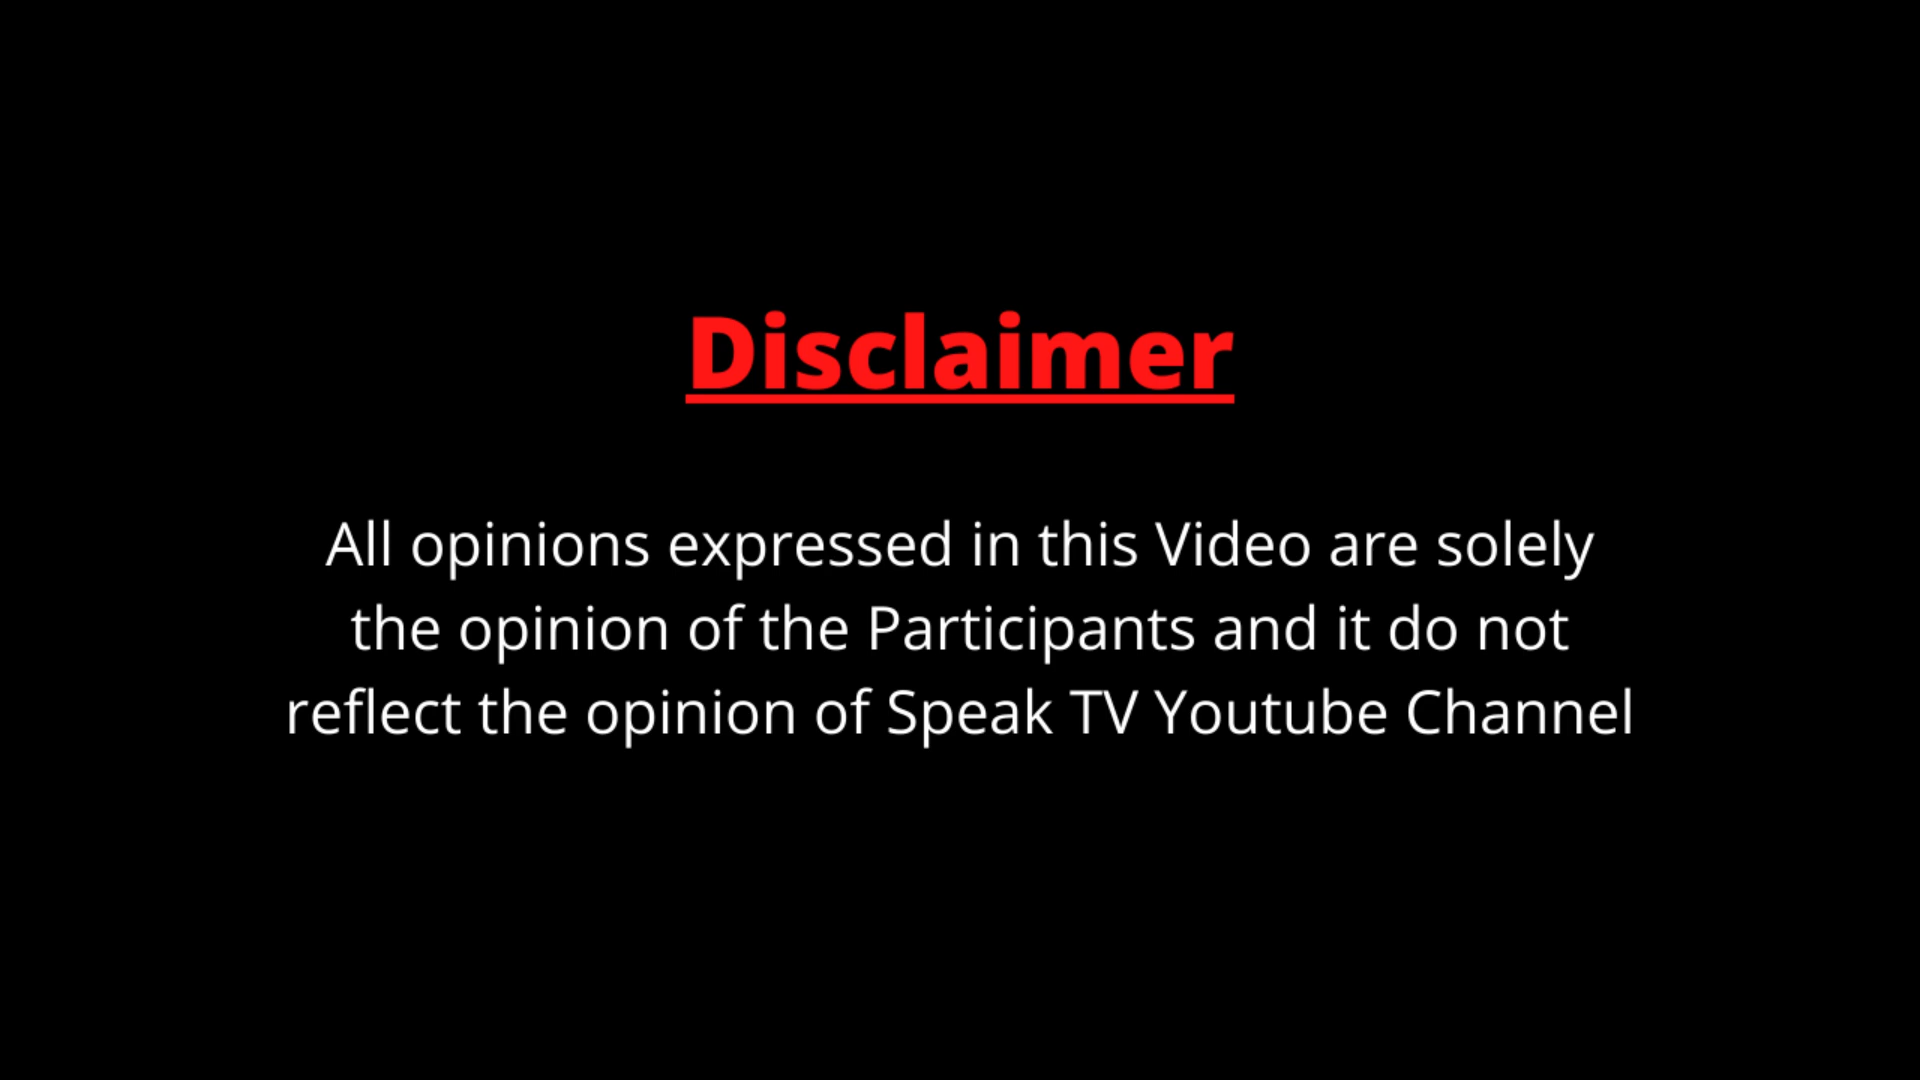 Disclaimer
All opinions expressed in this Video are solely
the opinion of the Participants and it do not
reflect the opinion of Speak TV Youtube Channel